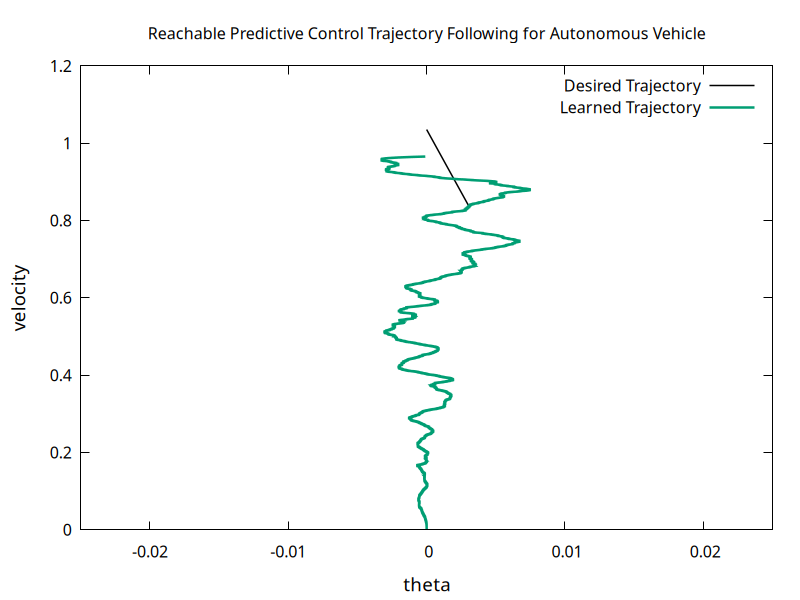 Reachable Predictive Control Trajectory Following for Autonomous Vehicle
1.2
Desired Trajectory
Learned Trajectory
1
0.8
velocity
0.6
0.4
0.2
0
-0.02 -0.01 0 0.01 0.02
theta